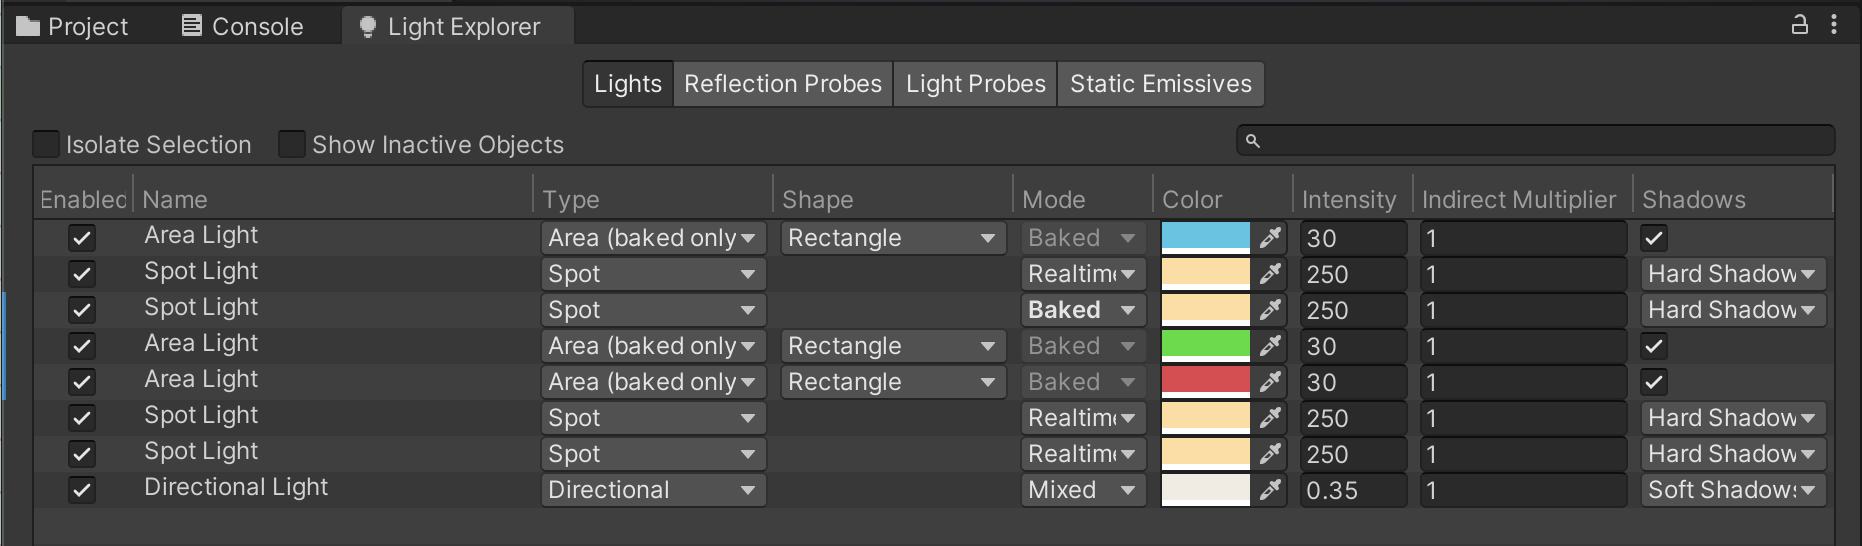 Project Console Light Explorer
Lights Reflection Probes Light Probes Static Emissives
Isolate Selection Show Inactive Objects
Enabled Name Type Shape Mode Color Intensity Indirect Multiplier Shadows
Area Light Area (baked only Rectangle Baked 30 1
Spot Light Spot Realtime 250 1 Hard Shadow
Spot Light Spot Baked 250 1 Hard Shadow
Area Light Area (baked only Rectangle Baked 30 1
Area Light Area (baked only Rectangle Baked 30 1
Spot Light Spot Realtime 250 1 Hard Shadow
Spot Light Spot Realtime 250 1 Hard Shadow
Directional Light Directional Mixed 0.35 1 Soft Shadows